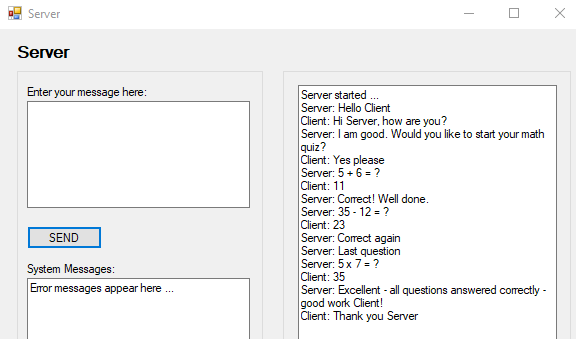 Server
Server
Enter your message here:
SEND
System Messages:
Error messages appear here ...
Server started ...
Server: Hello Client
Client: Hi Server, how are you?
Server: I am good. Would you like to start your math
quiz?
Client: Yes please
Server: 5 + 6 = ?
Client: 11
Server: Correct! Well done.
Server: 35 - 12 = ?
Client: 23
Server: Correct again
Server: Last question
Server: 5 x 7 = ?
Client: 35
Server: Excellent - all questions answered correctly -
good work Client!
Client: Thank you Server